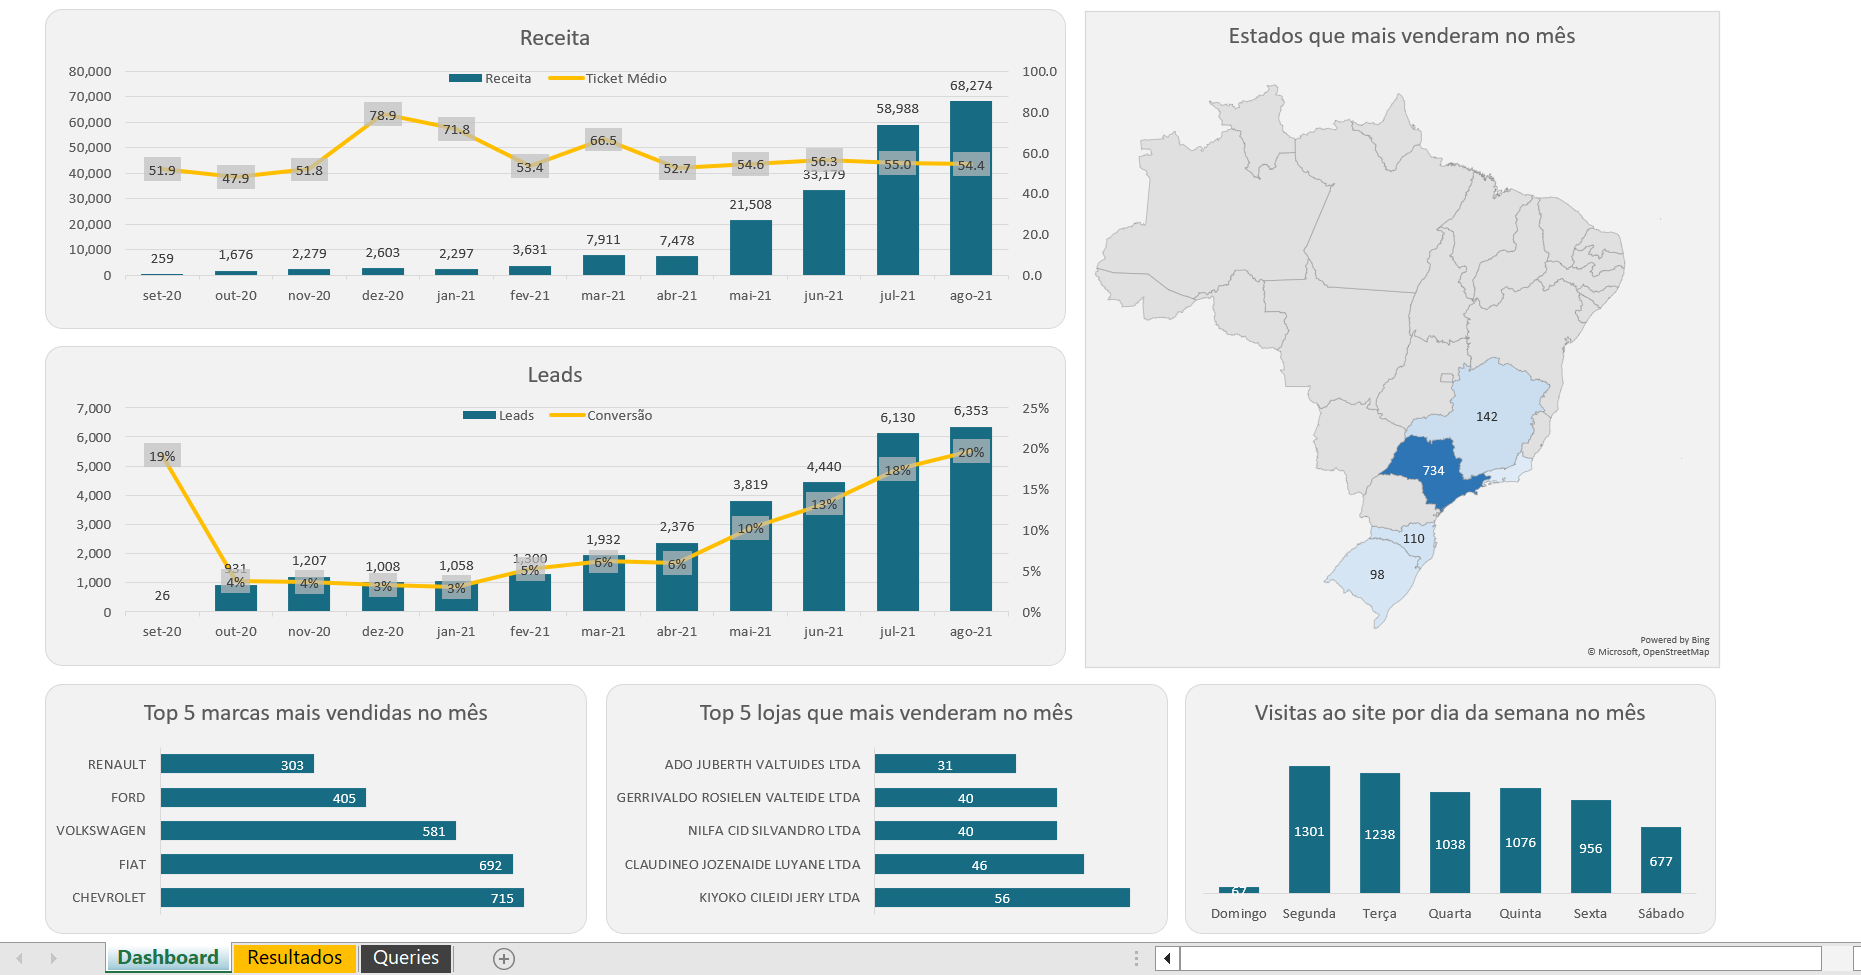 Receita
Receita
Ticket Médio
80,000
70,000
60,000
50,000
40,000
30,000
20,000
10,000
0
100.0
80.0
60.0
40.0
20.0
0.0
51.9
47.9
51.8
78.9
71.8
53.4
66.5
52.7
54.6
56.3
55.0
54.4
259
1,676
2,279
2,603
2,297
3,631
7,911
7,478
21,508
33,179
58,988
68,274
set-20
out-20
nov-20
dez-20
jan-21
fev-21
mar-21
abr-21
mai-21
jun-21
jul-21
ago-21
Estados que mais venderam no mês
142
734
110
98
Powered by Bing
© Microsoft, OpenStreetMap
Leads
Leads
Conversão
7,000
6,000
5,000
4,000
3,000
2,000
1,000
0
25%
20%
15%
10%
5%
0%
19%
4%
4%
3%
3%
5%
6%
6%
10%
13%
18%
20%
26
931
1,207
1,008
1,058
1,300
1,932
2,376
3,819
4,440
6,130
6,353
set-20
out-20
nov-20
dez-20
jan-21
fev-21
mar-21
abr-21
mai-21
jun-21
jul-21
ago-21
Top 5 marcas mais vendidas no mês
RENAULT 303
FORD 405
VOLKSWAGEN 581
FIAT 692
CHEVROLET 715
Top 5 lojas que mais venderam no mês
ADO JUBERTH VALTUIDES LTDA 31
GERRIVALDO ROSIELEN VALTEIDE LTDA 40
NILFA CID SILVANDRO LTDA 40
CLAUDINEO JOZENAIDE LUYANE LTDA 46
KIYOKO CILEIDI JERY LTDA 56
Visitas ao site por dia da semana no mês
67
1301
1238
1038
1076
956
677
Domingo
Segunda
Terça
Quarta
Quinta
Sexta
Sábado
Dashboard
Resultados
Queries